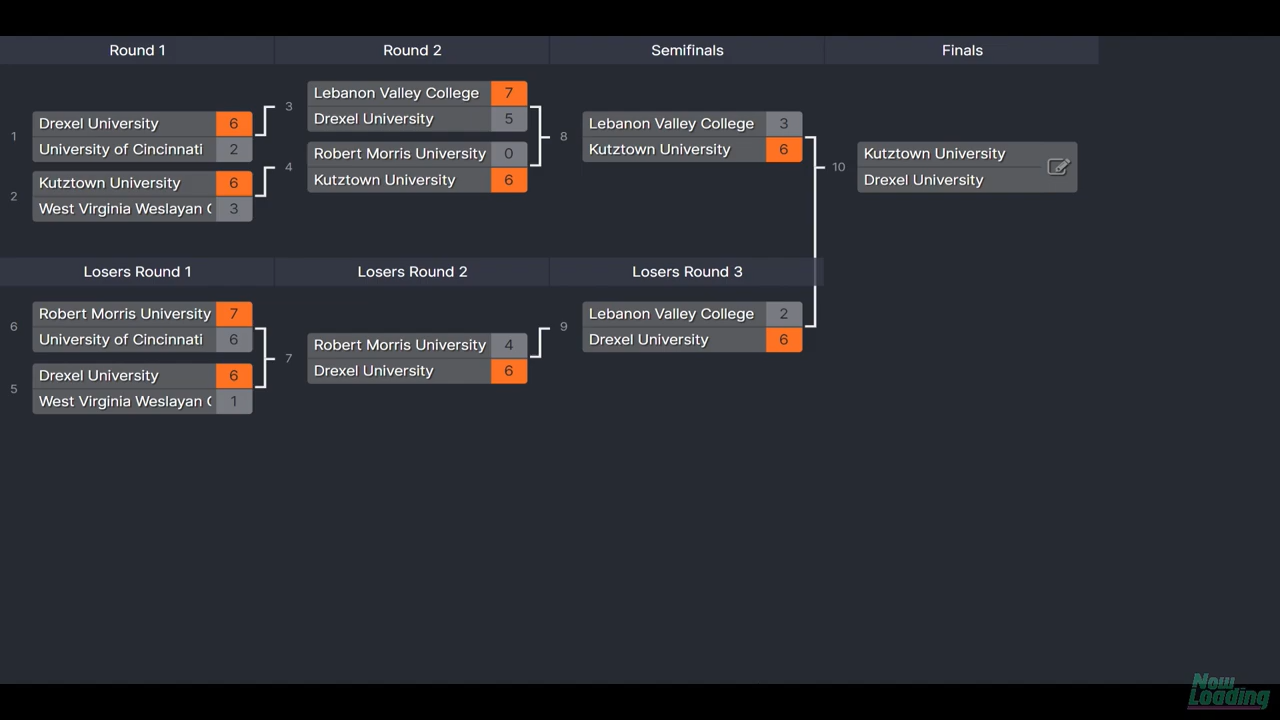 Round 1
Round 2
Semifinals
Finals
1
Drexel University 6
University of Cincinnati 2
2
Kutztown University 6
West Virginia Weslayan C 3
3
Lebanon Valley College 7
Drexel University 5
4
Robert Morris University 0
Kutztown University 6
8
Lebanon Valley College 3
Kutztown University 6
10
Kutztown University
Drexel University
Losers Round 1
Losers Round 2
Losers Round 3
6
Robert Morris University 7
University of Cincinnati 6
5
Drexel University 6
West Virginia Weslayan C 1
7
Robert Morris University 4
Drexel University 6
9
Lebanon Valley College 2
Drexel University 6
Now
Loading